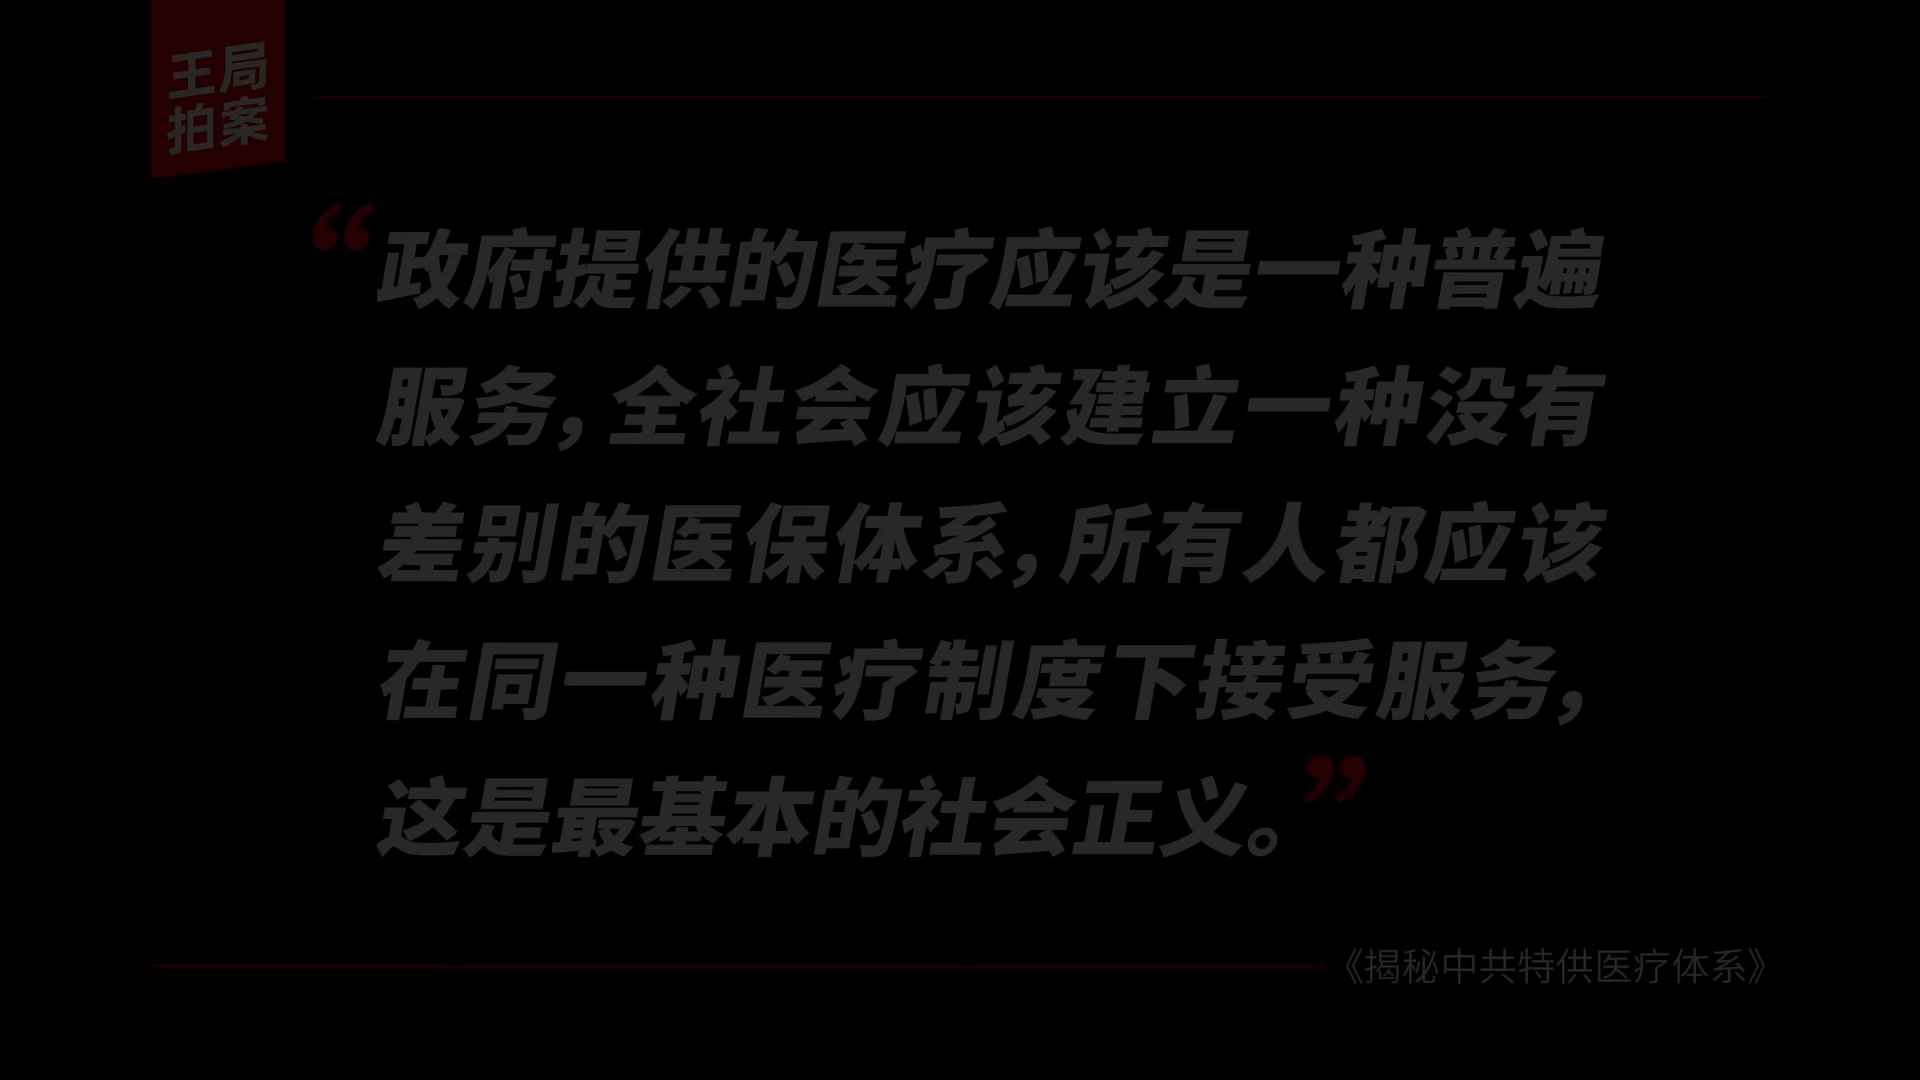 王局
拍案
“政府提供的医疗应该是一种普遍
服务，全社会应该建立一种没有
差别的医保体系，所有人都应该
在同一种医疗制度下接受服务，
这是最基本的社会正义。”
《揭秘中共特供医疗体系》